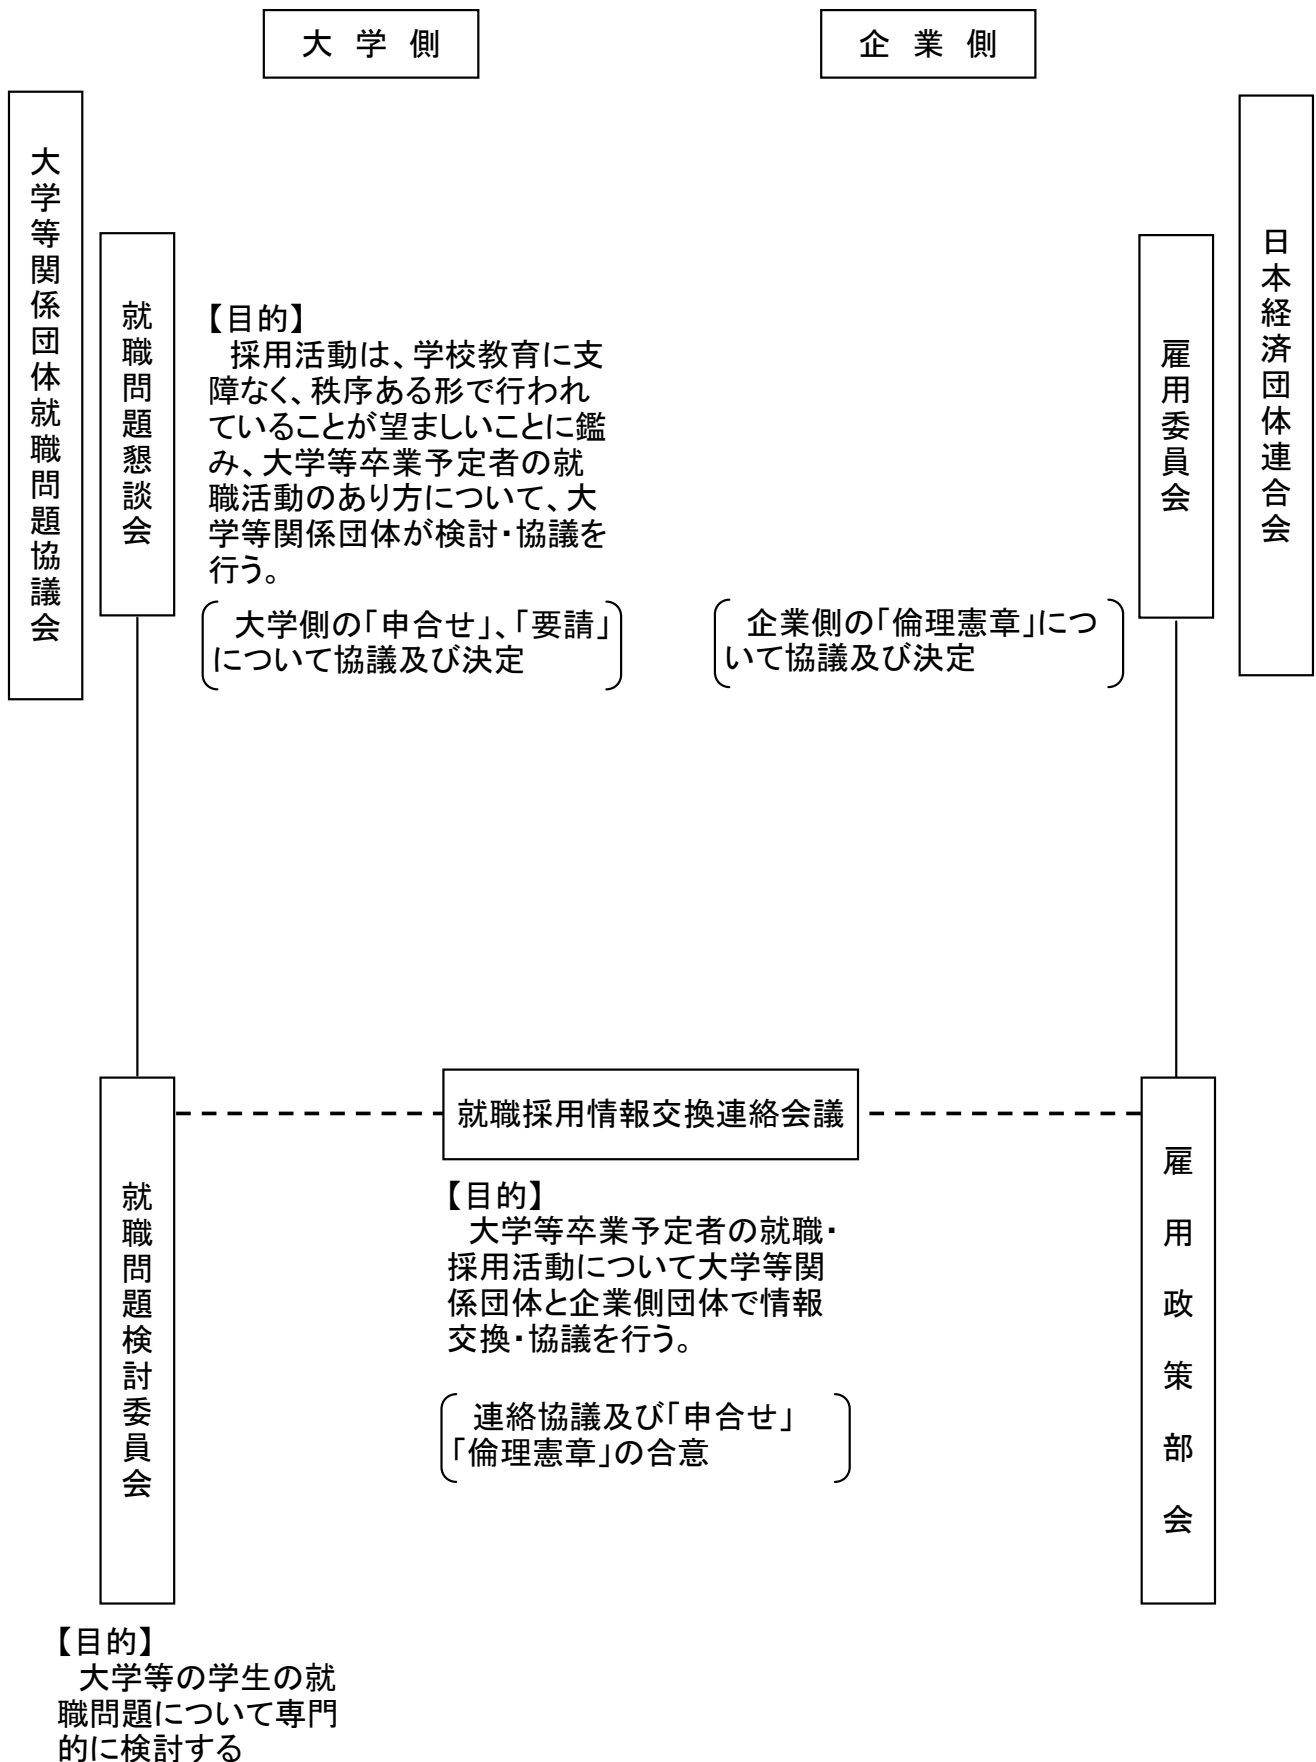 大学側
企業側
大学等関係団体就職問題協議会
就職問題懇談会
【目的】
採用活動は、学校教育に支
障なく、秩序ある形で行われ
ていることが望ましいことに鑑
み、大学等卒業予定者の就
職活動のあり方について、大
学等関係団体が検討・協議を
行う。
大学側の「申合せ」、「要請」
について協議及び決定
企業側の「倫理憲章」につ
いて協議及び決定
雇用委員会
日本経済団体連合会
就職問題検討委員会
就職採用情報交換連絡会議
【目的】
大学等卒業予定者の就職・
採用活動について大学等関
係団体と企業側団体で情報
交換・協議を行う。
連絡協議及び「申合せ」
「倫理憲章」の合意
雇用政策部会
【目的】
大学等の学生の就
職問題について専門
的に検討する